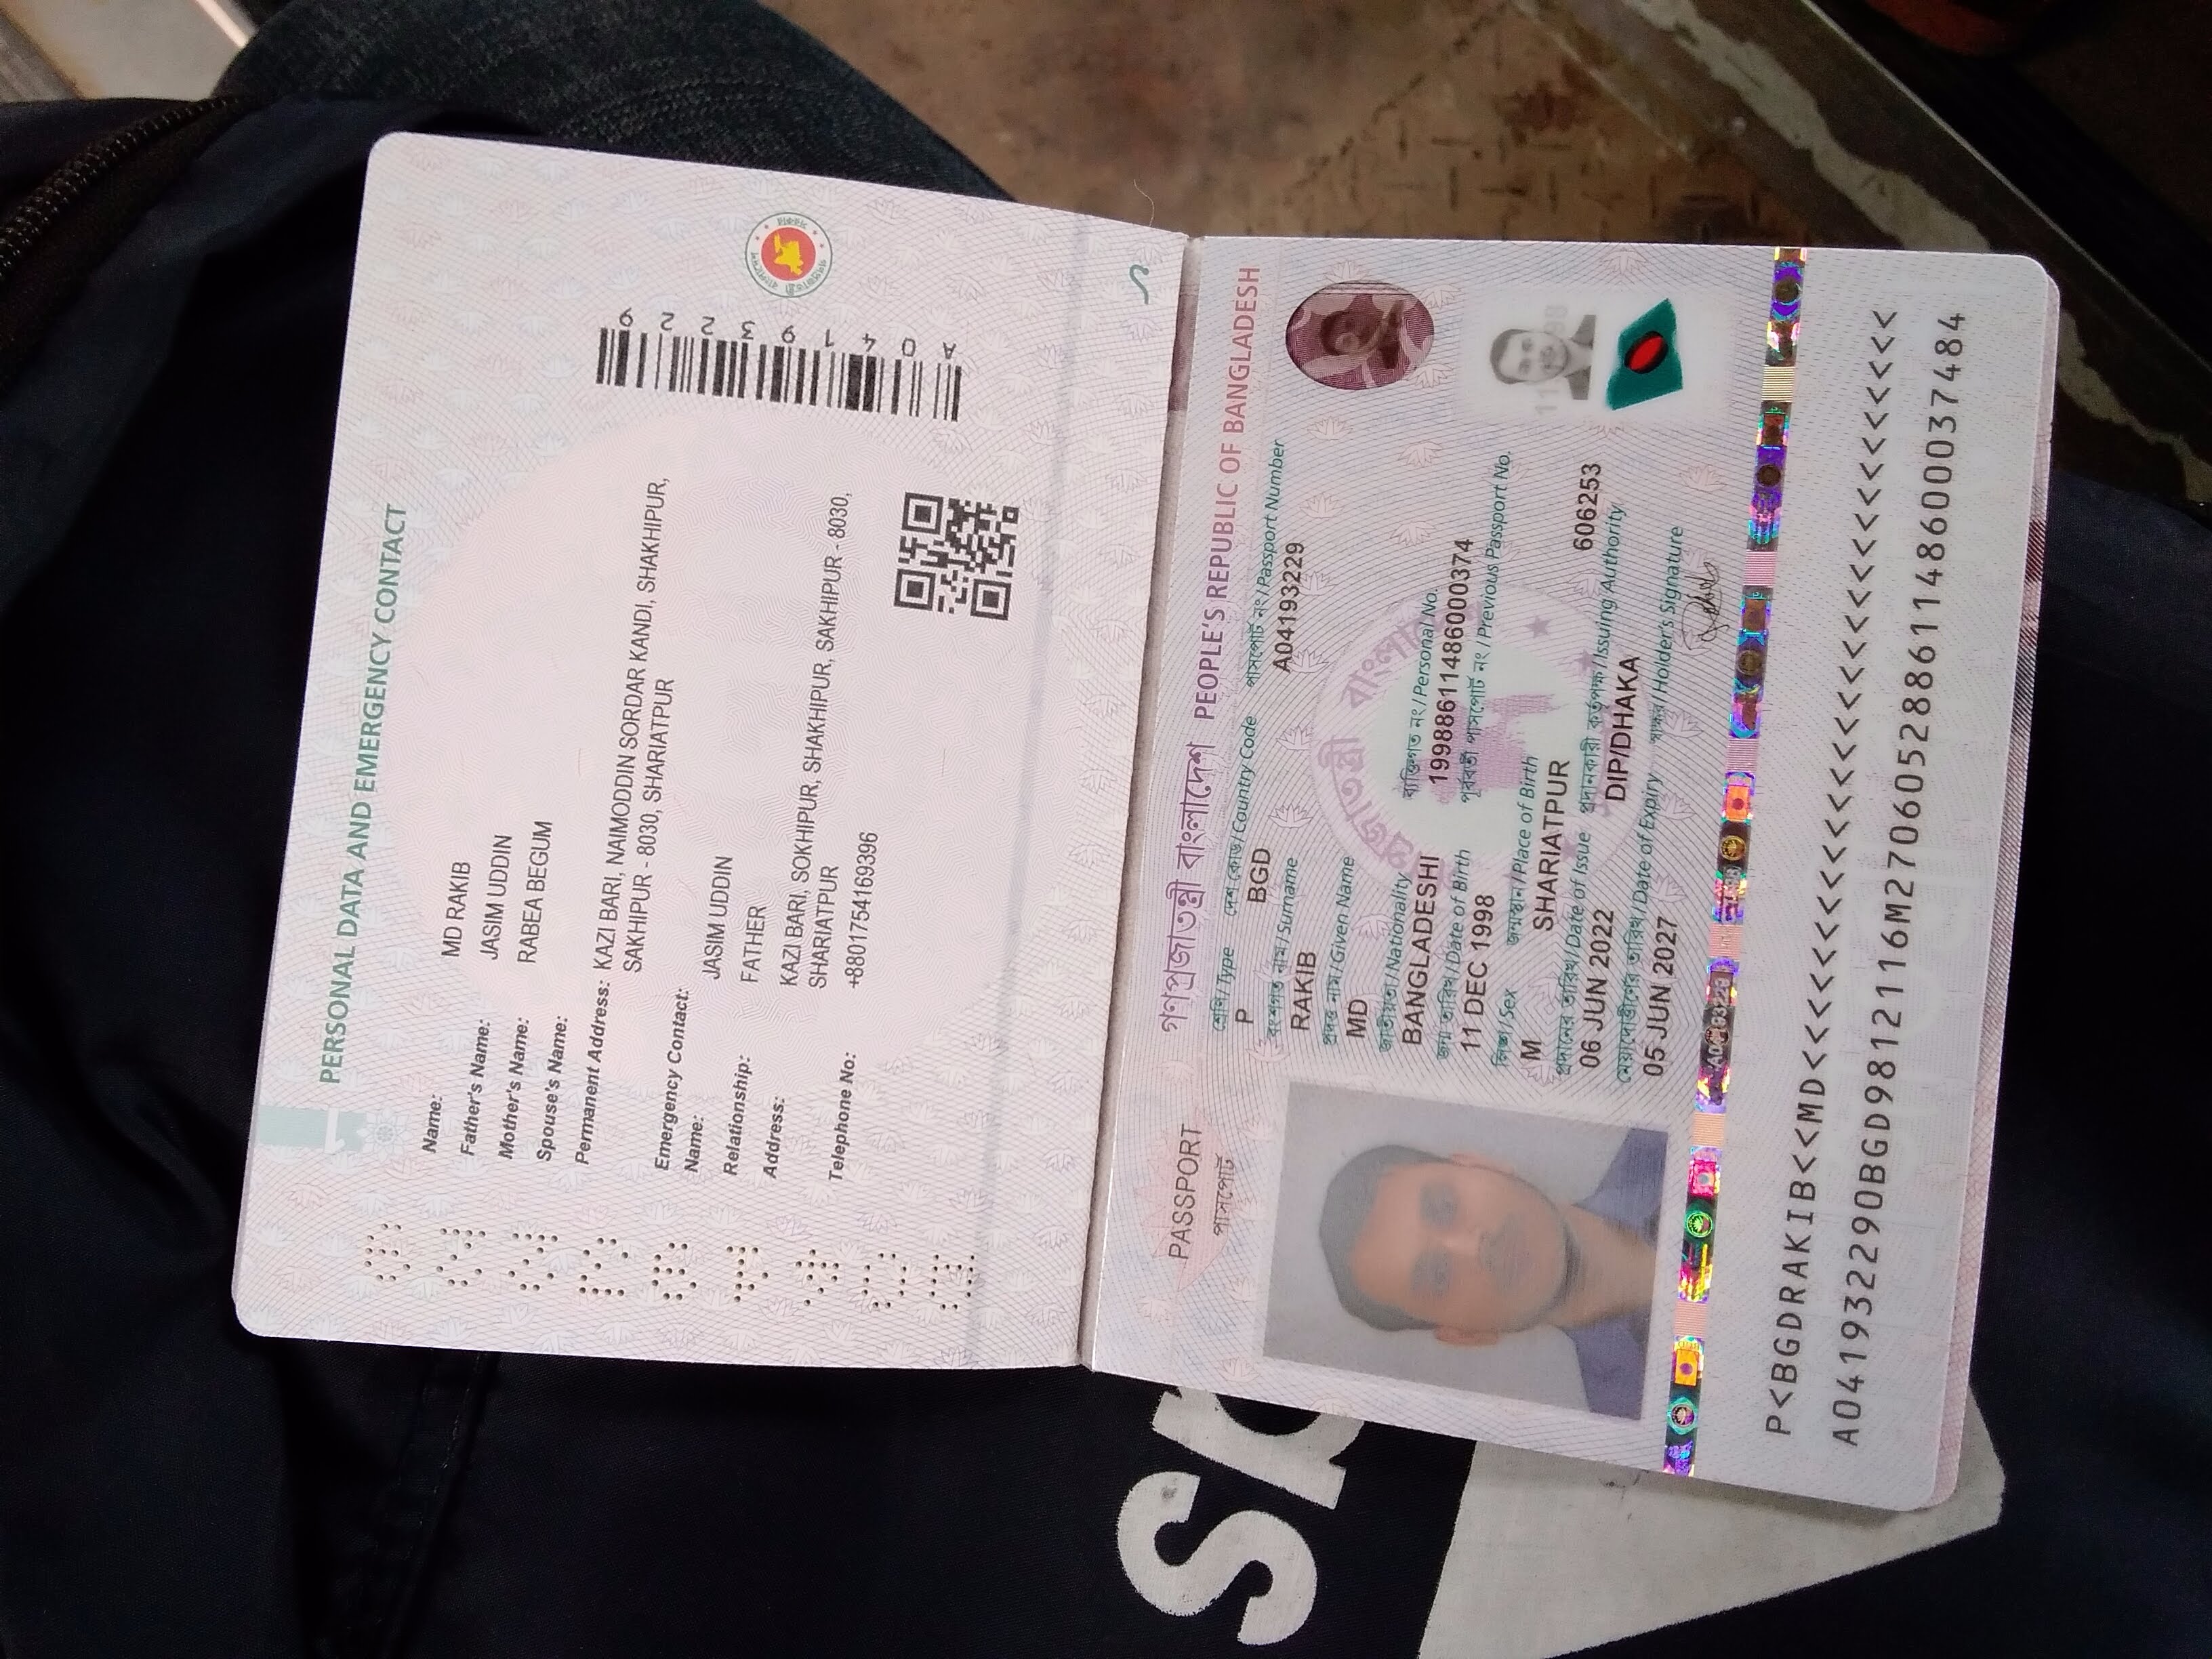 PERSONAL DATA AND EMERGENCY CONTACT
Name: MD RAKIB
Father's Name: JASIM UDDIN
Mother's Name: RABEA BEGUM
Spouse's Name:
Permanent Address: KAZI BARI, NAIMODDIN SORDAR KANDI, SHAKHIPUR,
SAKHIPUR - 8030, SHARIATPUR
Emergency Contact:
Name: JASIM UDDIN
Relationship: FATHER
Address: KAZI BARI, SOKHIPUR, SHAKHIPUR, SAKHIPUR - 8030,
SHARIATPUR
Telephone No: +8801754169396
A04193229
A04193229
PASSPORT
পাসপোর্ট
গণপ্রজাতন্ত্রী বাংলাদেশ PEOPLE'S REPUBLIC OF BANGLADESH
শ্রেণি/Type দেশ কোড/Country Code পাসপোর্ট নং/Passport Number
P BGD A04193229
বংশগত নাম/Surname
RAKIB
প্রদত্ত নাম/Given Name
MD
জাতীয়তা/Nationality ব্যক্তিগত নং/Personal No.
BANGLADESHI 19988611486000374
জন্ম তারিখ/Date of Birth পূর্ববর্তী পাসপোর্ট নং/Previous Passport No.
11 DEC 1998
লিঙ্গ/Sex জন্মস্থান/Place of Birth
M SHARIATPUR
606253
প্রদানের তারিখ/Date of Issue প্রদানকারী কর্তৃপক্ষ/Issuing Authority
06 JUN 2022 DIP/DHAKA
মেয়াদোত্তীর্ণের তারিখ/Date of Expiry স্বাক্ষর/Holder's Signature
05 JUN 2027
A04193229
P<BGDRAKIB<<MD<<<<<<<<<<<<<<<<<<<<<<<<<<<<<<
A041932290BGD9812116M27060528861148600037484